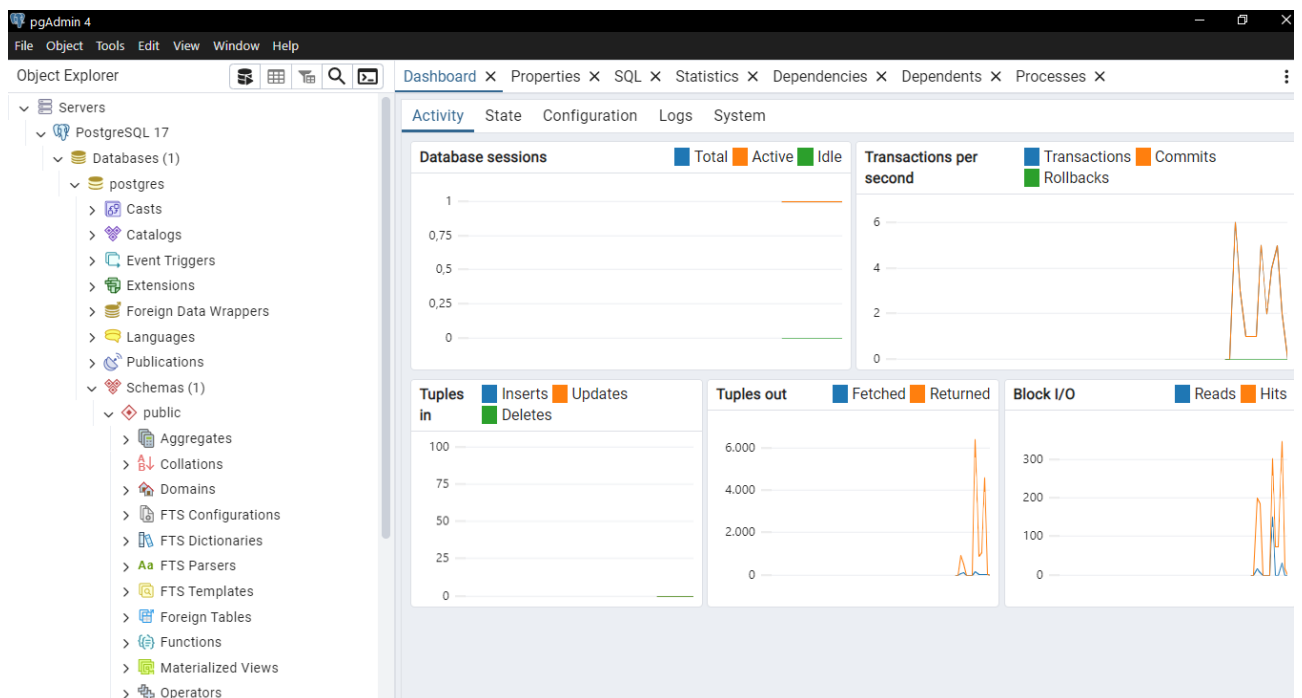 pgAdmin 4
File Object Tools Edit View Window Help
Object Explorer
Servers
PostgreSQL 17
Databases (1)
postgres
Casts
Catalogs
Event Triggers
Extensions
Foreign Data Wrappers
Languages
Publications
Schemas (1)
public
Aggregates
Collations
Domains
FTS Configurations
FTS Dictionaries
Aa FTS Parsers
FTS Templates
Foreign Tables
Functions
Materialized Views
Operators
Dashboard Properties SQL Statistics Dependencies Dependents Processes
Activity State Configuration Logs System
Database sessions Total Active Idle
1
0,75
0,5
0,25
0
Transactions per second Transactions Commits Rollbacks
6
4
2
0
Tuples in Inserts Updates Deletes
100
75
50
25
0
Tuples out Fetched Returned
6.000
4.000
2.000
0
Block I/O Reads Hits
300
200
100
0